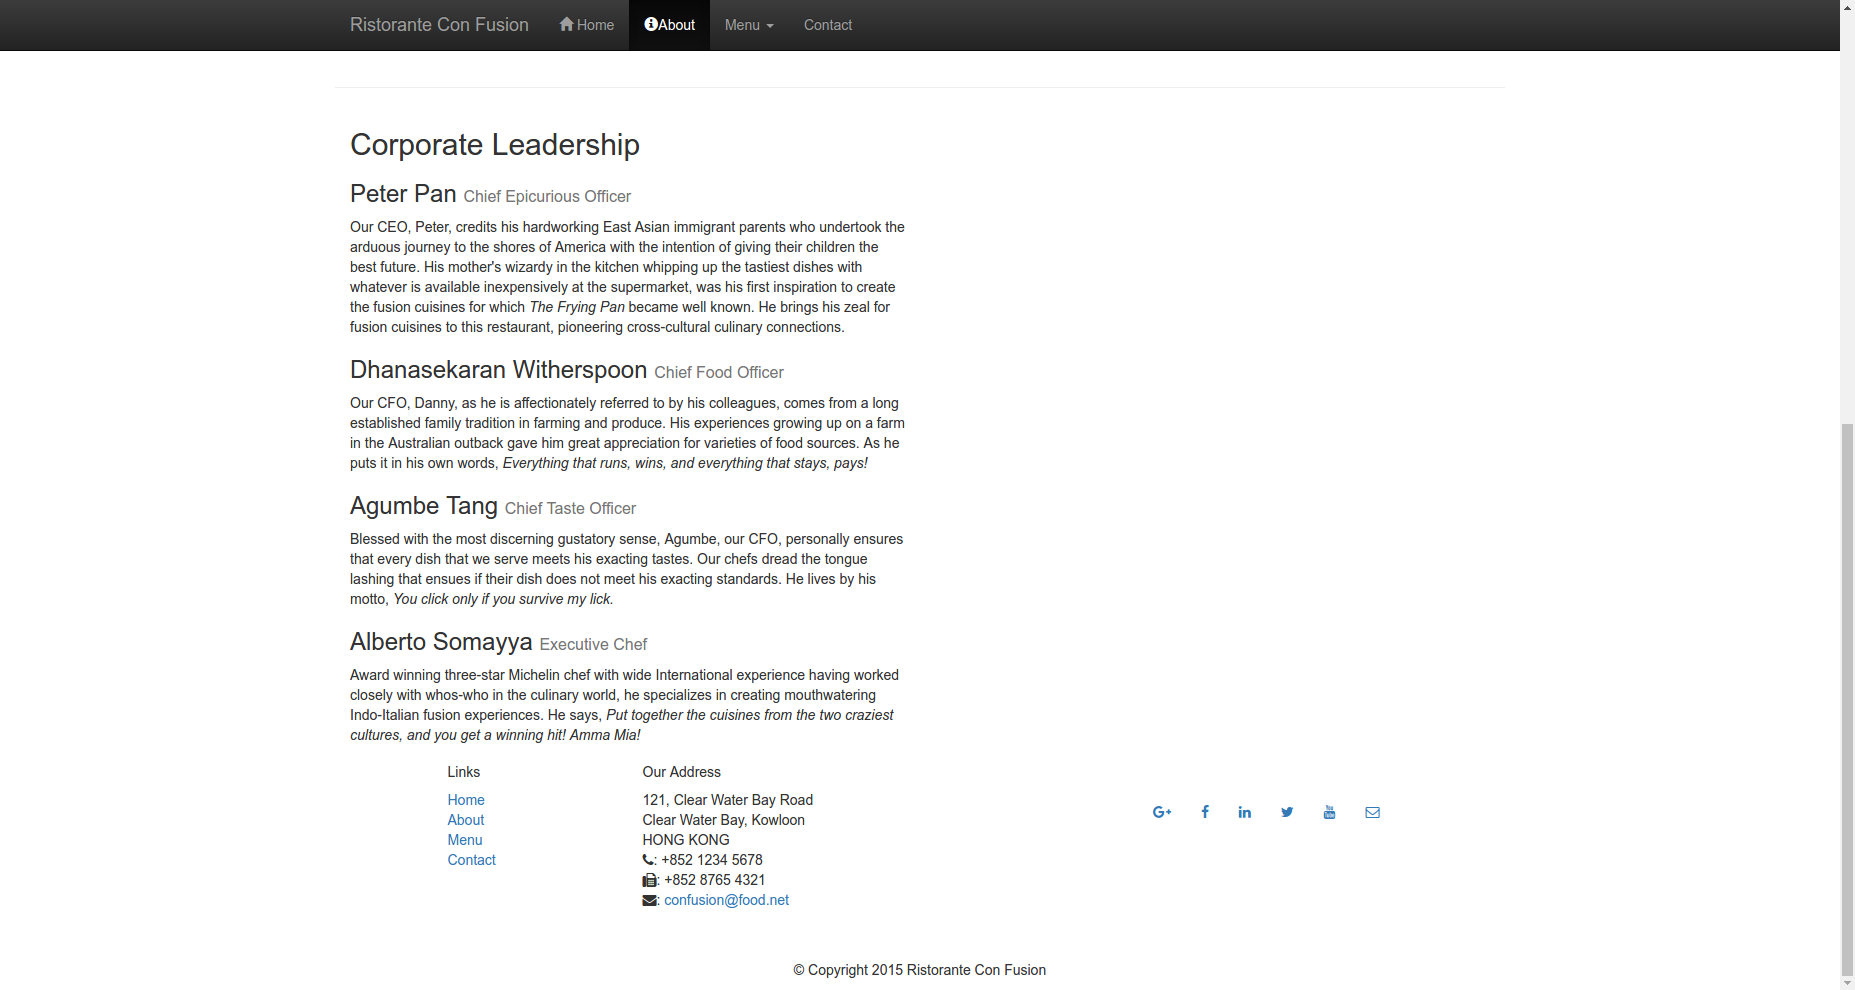 Ristorante Con Fusion Home About Menu Contact
Corporate Leadership
Peter Pan Chief Epicurious Officer
Our CEO, Peter, credits his hardworking East Asian immigrant parents who undertook the
arduous journey to the shores of America with the intention of giving their children the
best future. His mother's wizardy in the kitchen whipping up the tastiest dishes with
whatever is available inexpensively at the supermarket, was his first inspiration to create
the fusion cuisines for which The Frying Pan became well known. He brings his zeal for
fusion cuisines to this restaurant, pioneering cross-cultural culinary connections.
Dhanasekaran Witherspoon Chief Food Officer
Our CFO, Danny, as he is affectionately referred to by his colleagues, comes from a long
established family tradition in farming and produce. His experiences growing up on a farm
in the Australian outback gave him great appreciation for varieties of food sources. As he
puts it in his own words, Everything that runs, wins, and everything that stays, pays!
Agumbe Tang Chief Taste Officer
Blessed with the most discerning gustatory sense, Agumbe, our CFO, personally ensures
that every dish that we serve meets his exacting tastes. Our chefs dread the tongue
lashing that ensues if their dish does not meet his exacting standards. He lives by his
motto, You click only if you survive my lick.
Alberto Somayya Executive Chef
Award winning three-star Michelin chef with wide International experience having worked
closely with whos-who in the culinary world, he specializes in creating mouthwatering
Indo-Italian fusion experiences. He says, Put together the cuisines from the two craziest
cultures, and you get a winning hit! Amma Mia!
Links
Home
About
Menu
Contact
Our Address
121, Clear Water Bay Road
Clear Water Bay, Kowloon
HONG KONG
: +852 1234 5678
: +852 8765 4321
: confusion@food.net
© Copyright 2015 Ristorante Con Fusion